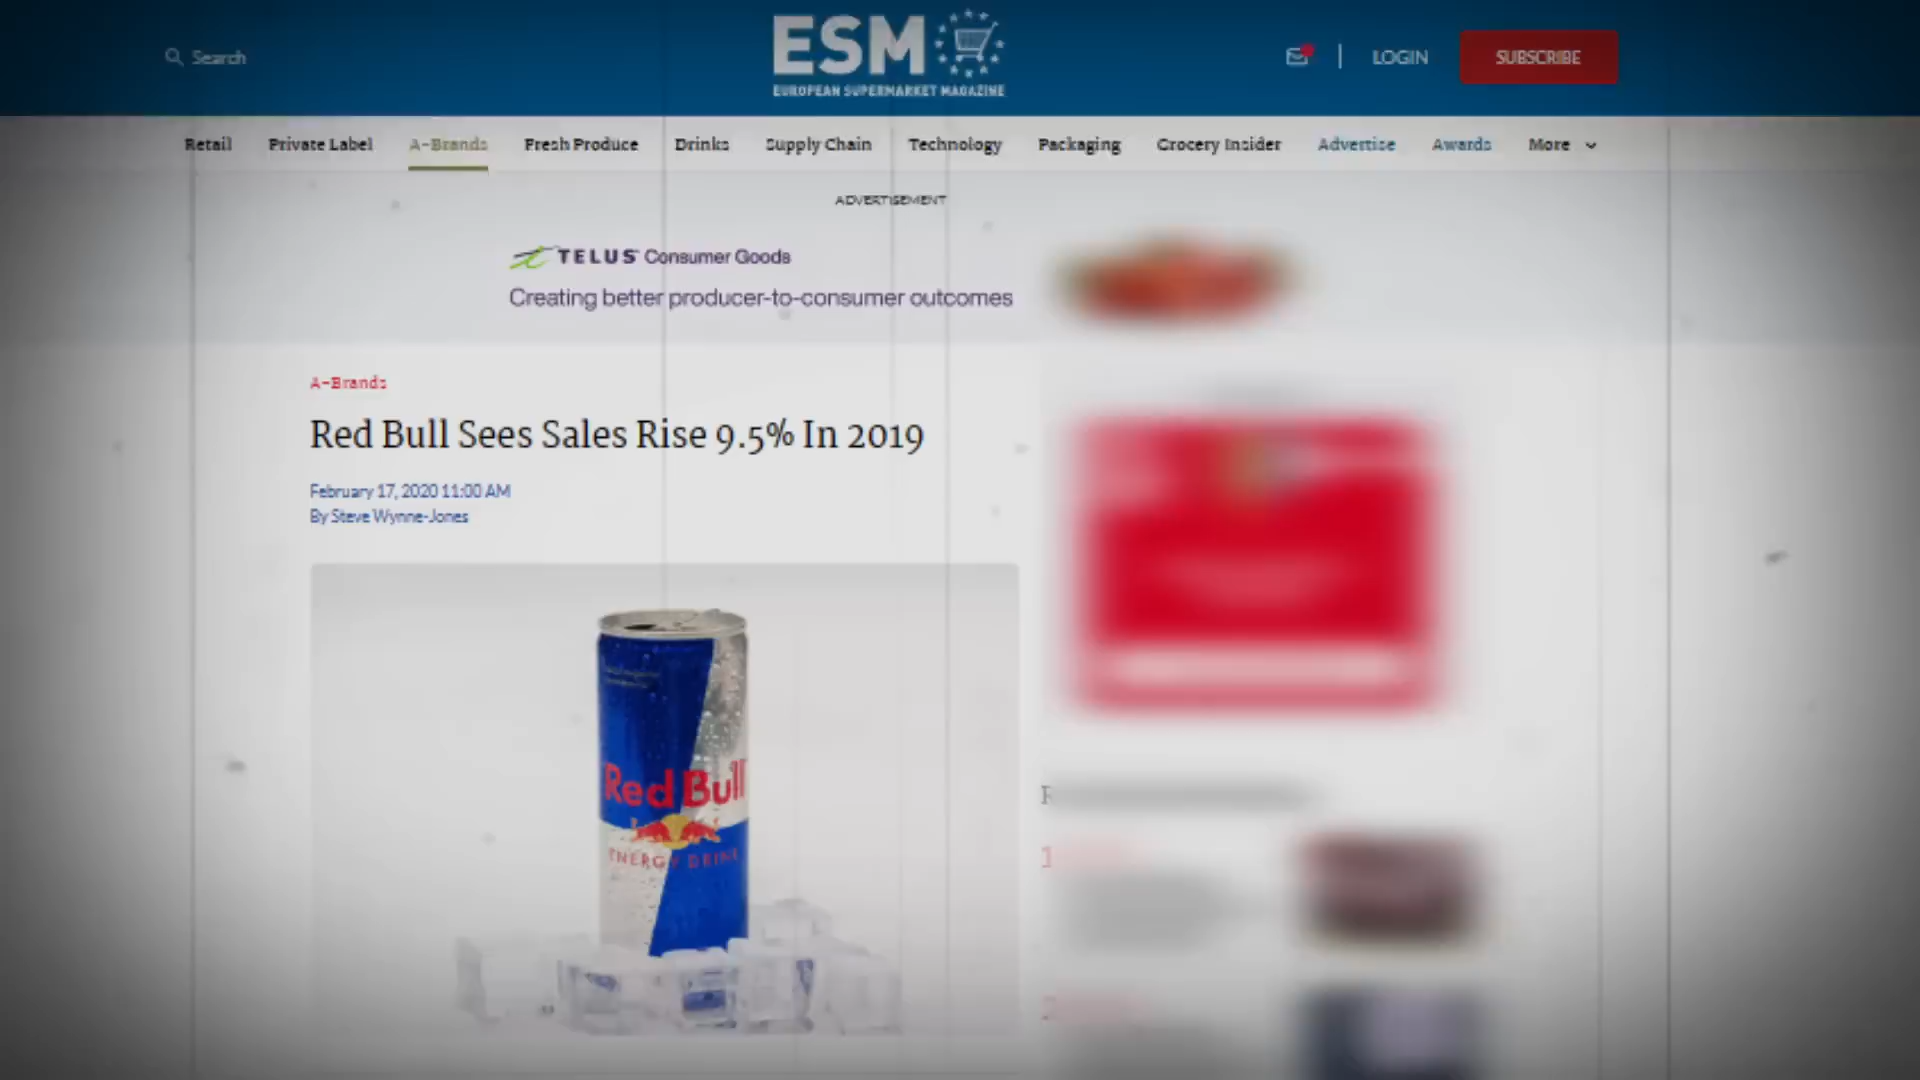 Search
ESM
EUROPEAN SUPERMARKET MAGAZINE
LOGIN
SUBSCRIBE
Retail
Private Label
A-Brands
Fresh Produce
Drinks
Supply Chain
Technology
Packaging
Grocery Insider
Advertise
Awards
More
ADVERTISEMENT
TELUS Consumer Goods
Creating better producer-to-consumer outcomes
A-Brands
Red Bull Sees Sales Rise 9.5% In 2019
February 17, 2020 11:00 AM
By Steve Wynne-Jones
Red Bull
ENERGY DRINK
1
2